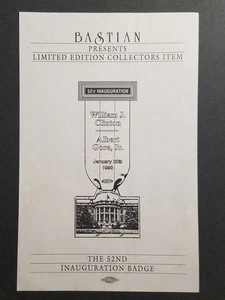 BASTIAN
PRESENTS
LIMITED EDITION COLLECTORS ITEM
52ND INAUGURATION
William J.
Clinton
Albert
Gore, Jr.
January 20th
1993
THE 52ND
INAUGURATION BADGE